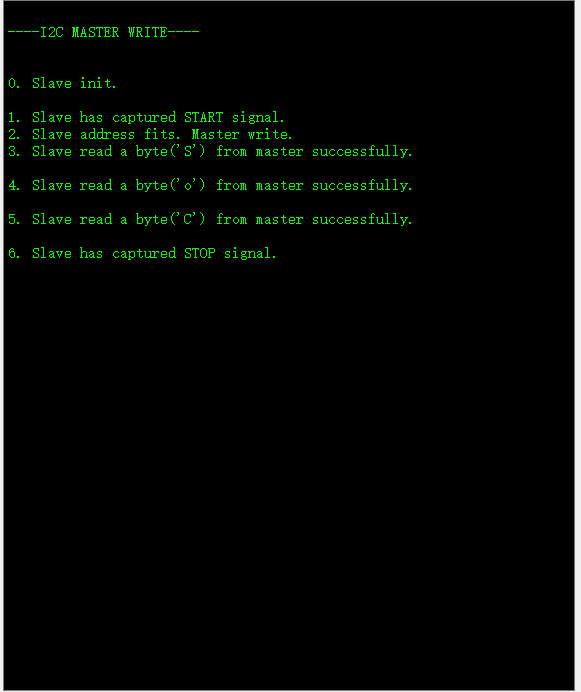 ----I2C MASTER WRITE----
0. Slave init.
1. Slave has captured START signal.
2. Slave address fits. Master write.
3. Slave read a byte('S') from master successfully.
4. Slave read a byte('o') from master successfully.
5. Slave read a byte('C') from master successfully.
6. Slave has captured STOP signal.